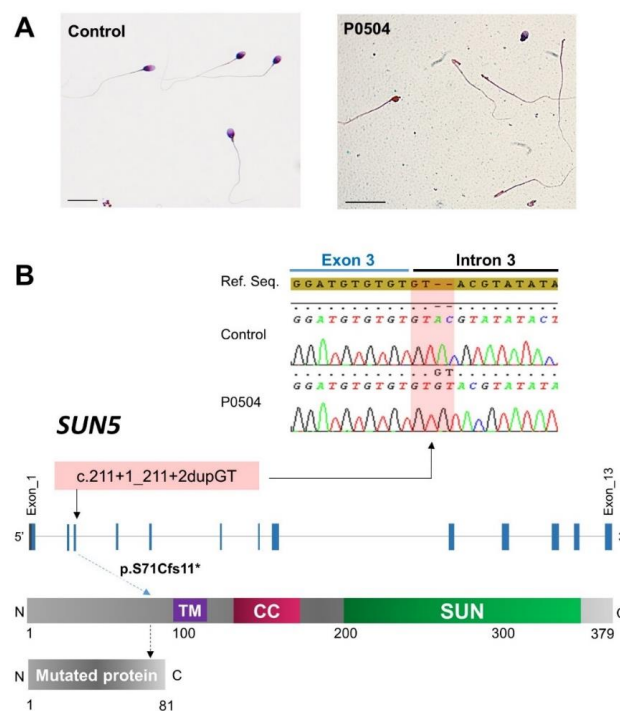 A
Control
P0504
B
Exon 3
Intron 3
Ref. Seq.
GGATGTGTGTGT--ACGTATATA
Control
GGATGTGTGTGTACGTATATACT
GT
P0504
GGATGTGTGTGTGTACGTATATA
SUN5
c.211+1_211+2dupGT
Exon_1
Exon_13
5'
p.S71Cfs11*
N
TM
CC
SUN
1
100
200
300
379
N
Mutated protein
C
1
81